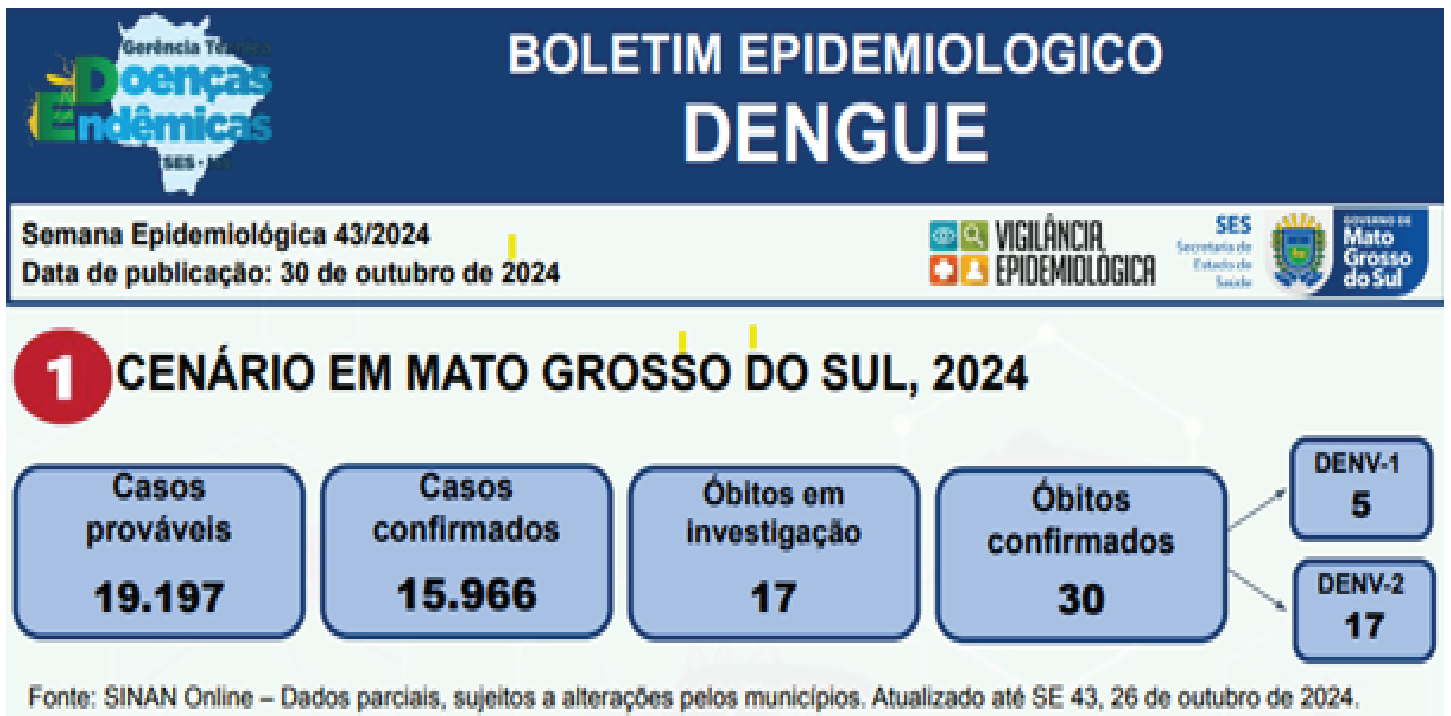 Gerência Técnica
Doenças
Endêmicas
SES - MS
BOLETIM EPIDEMIOLOGICO
DENGUE
Semana Epidemiológica 43/2024
Data de publicação: 30 de outubro de 2024
VIGILÂNCIA
EPIDEMIOLÓGICA
SES
Secretaria de
Estado de
Saúde
GOVERNO DE
Mato
Grosso
do Sul
1 CENÁRIO EM MATO GROSSO DO SUL, 2024
Casos
prováveis
19.197
Casos
confirmados
15.966
Óbitos em
investigação
17
Óbitos
confirmados
30
DENV-1
5
DENV-2
17
Fonte: SINAN Online – Dados parciais, sujeitos a alterações pelos municípios. Atualizado até SE 43, 26 de outubro de 2024.